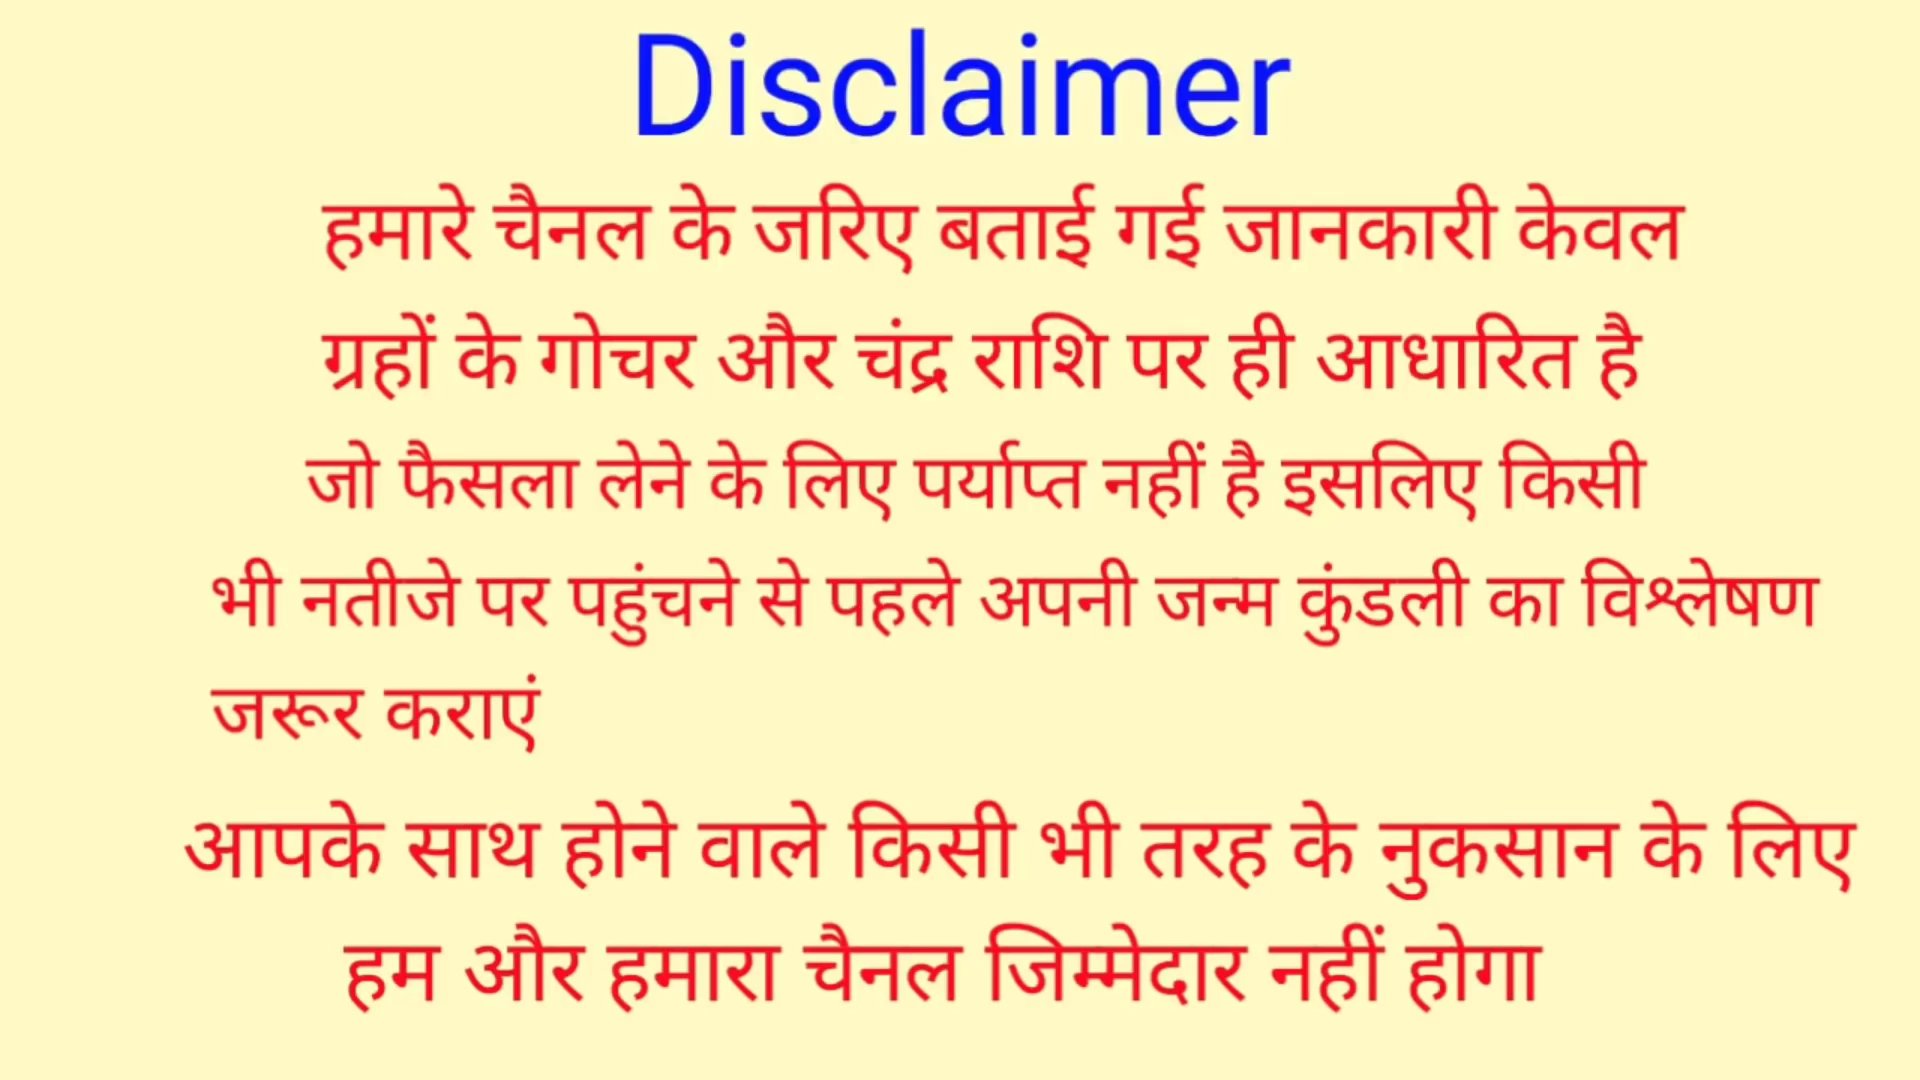 Disclaimer
हमारे चैनल के जरिए बताई गई जानकारी केवल
ग्रहों के गोचर और चंद्र राशि पर ही आधारित है
जो फैसला लेने के लिए पर्याप्त नहीं है इसलिए किसी
भी नतीजे पर पहुंचने से पहले अपनी जन्म कुंडली का विश्लेषण
जरूर कराएं
आपके साथ होने वाले किसी भी तरह के नुकसान के लिए
हम और हमारा चैनल जिम्मेदार नहीं होगा